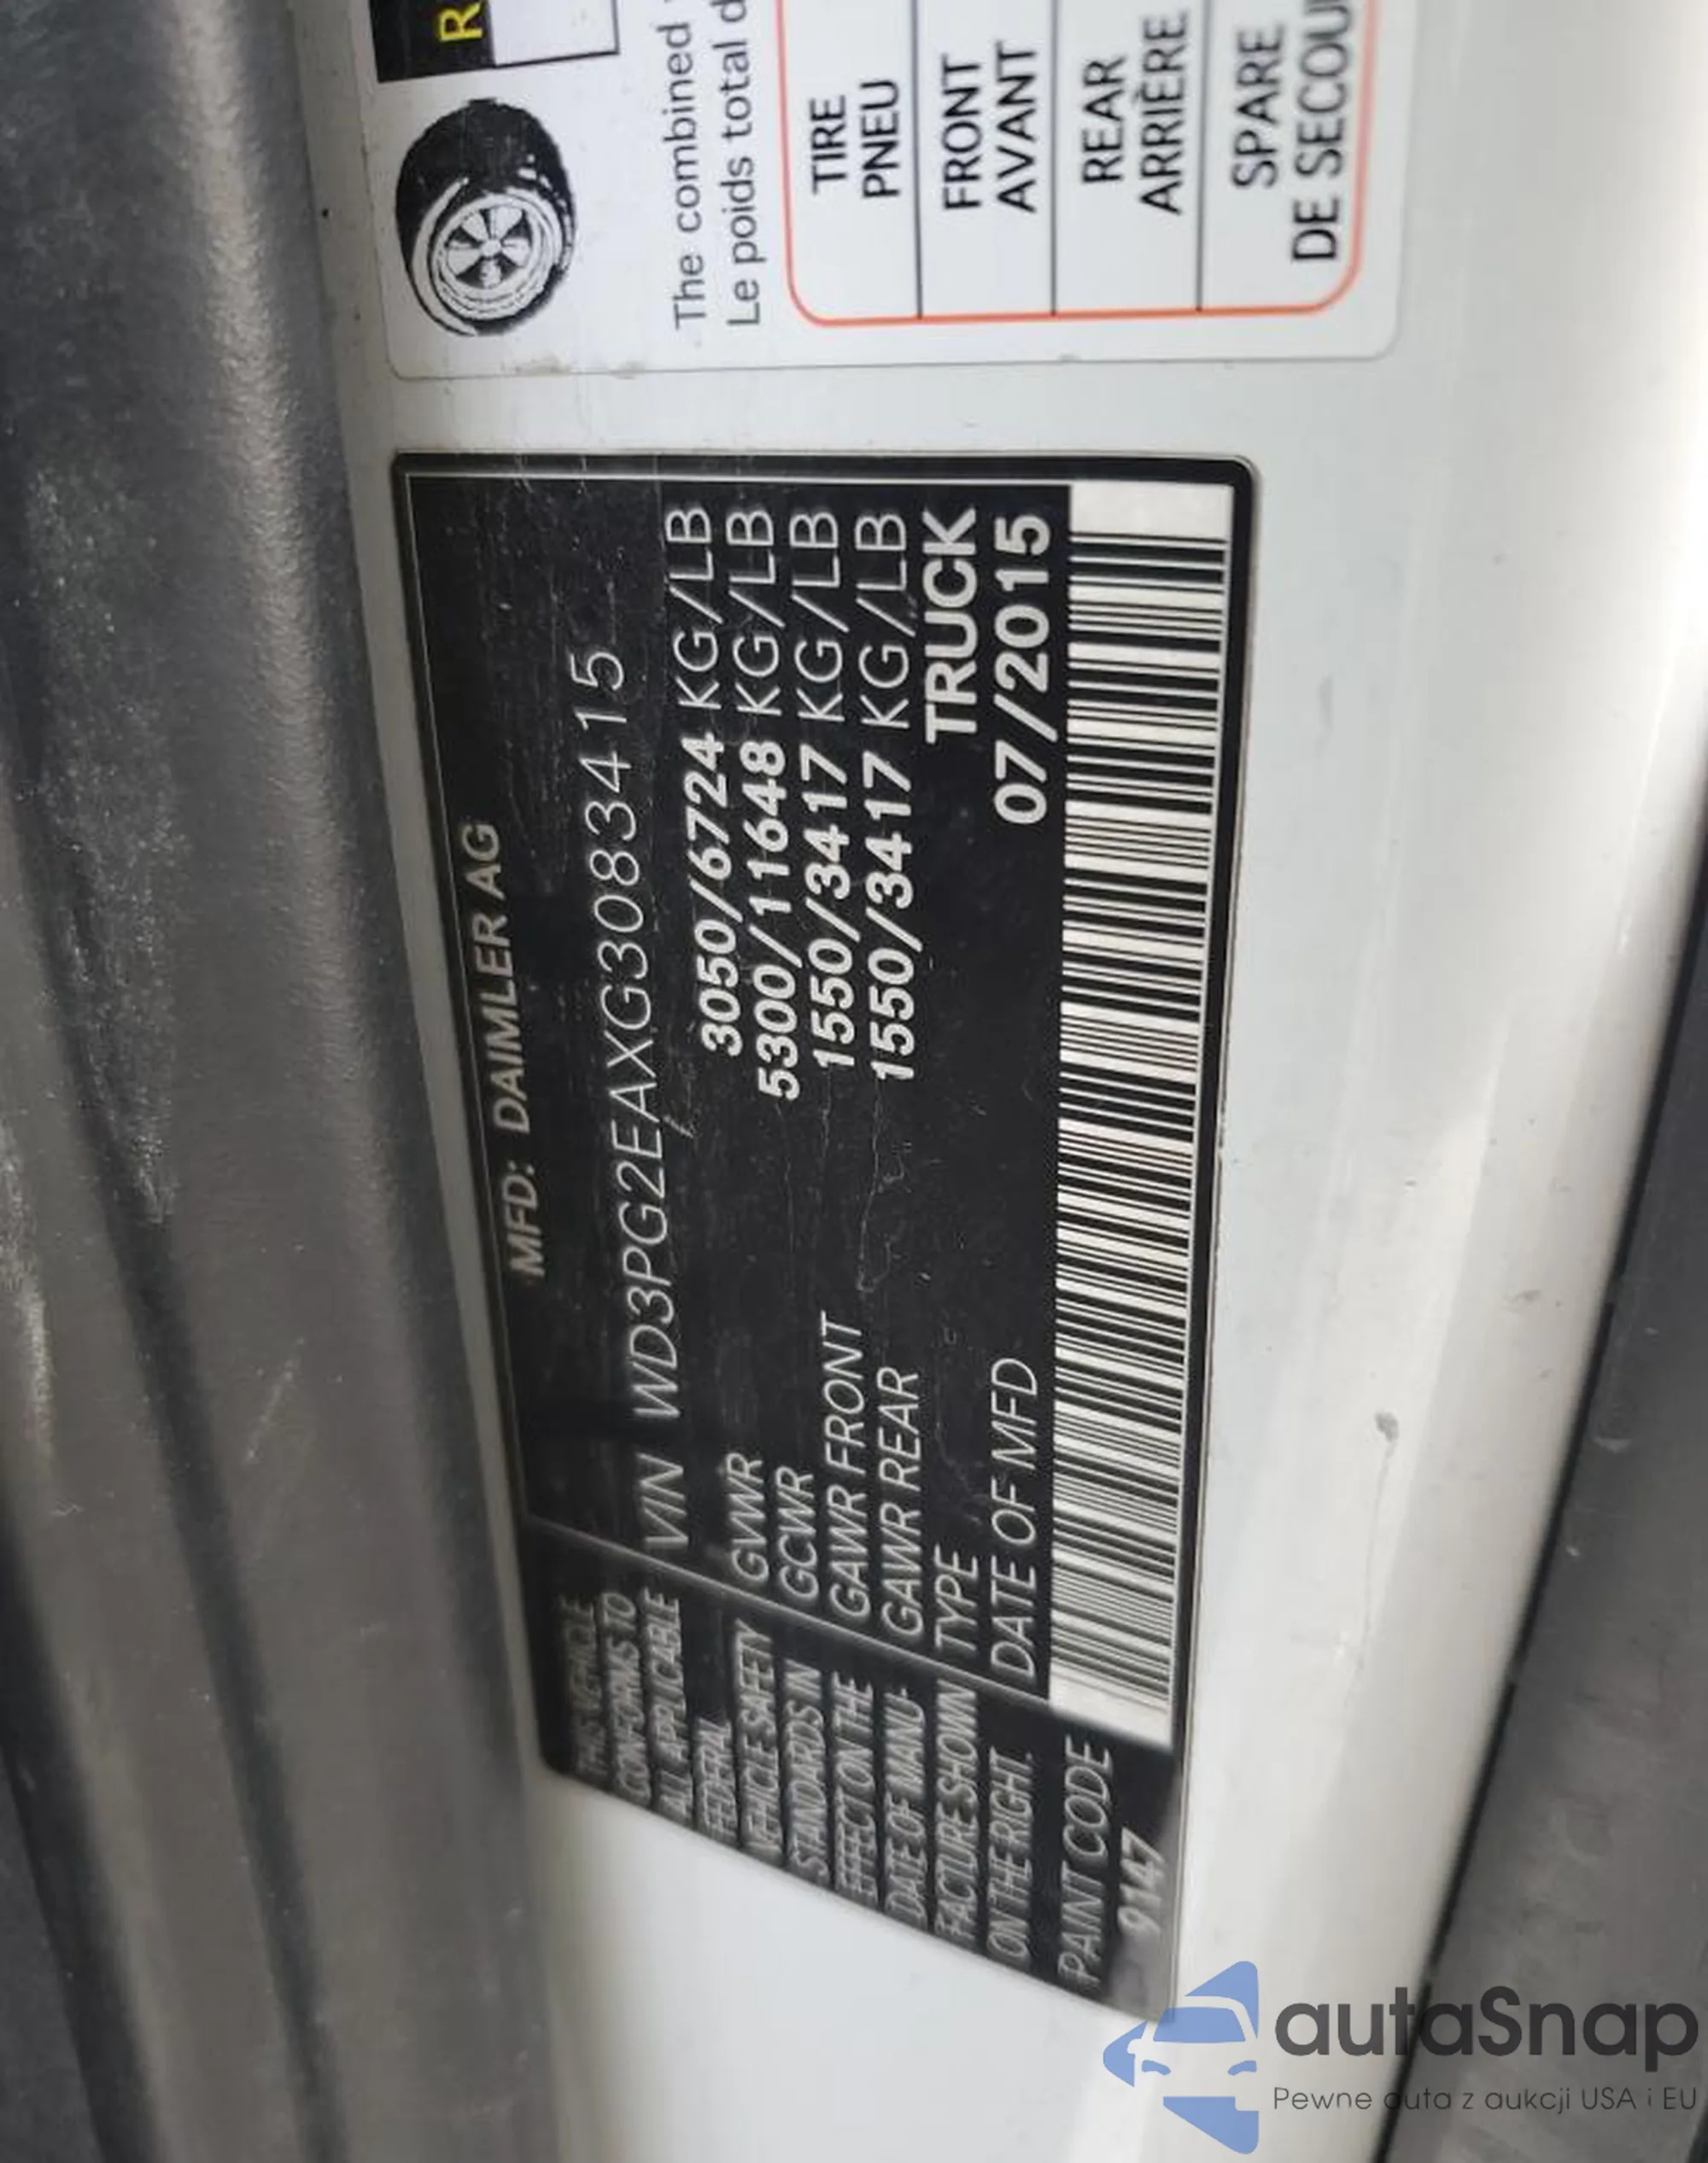 MFD: DAIMLER AG
VIN WD3PG2EAXG3083415
GVWR 3050/6724 KG/LB
GCWR 5300/11648 KG/LB
GAWR FRONT 1550/3417 KG/LB
GAWR REAR 1550/3417 KG/LB
TYPE TRUCK
DATE OF MFD 07/2015
THIS VEHICLE
CONFORMS TO
ALL APPLICABLE
FEDERAL
VEHICLE SAFETY
STANDARDS IN
EFFECT ON THE
DATE OF MANU-
FACTURE SHOWN
ON THE RIGHT.
PAINT CODE
9147
R
The combined
Le poids total d
TIRE
PNEU
FRONT
AVANT
REAR
ARRIÈRE
SPARE
DE SECOU
autaSnap
Pewne auta z aukcji USA i EU